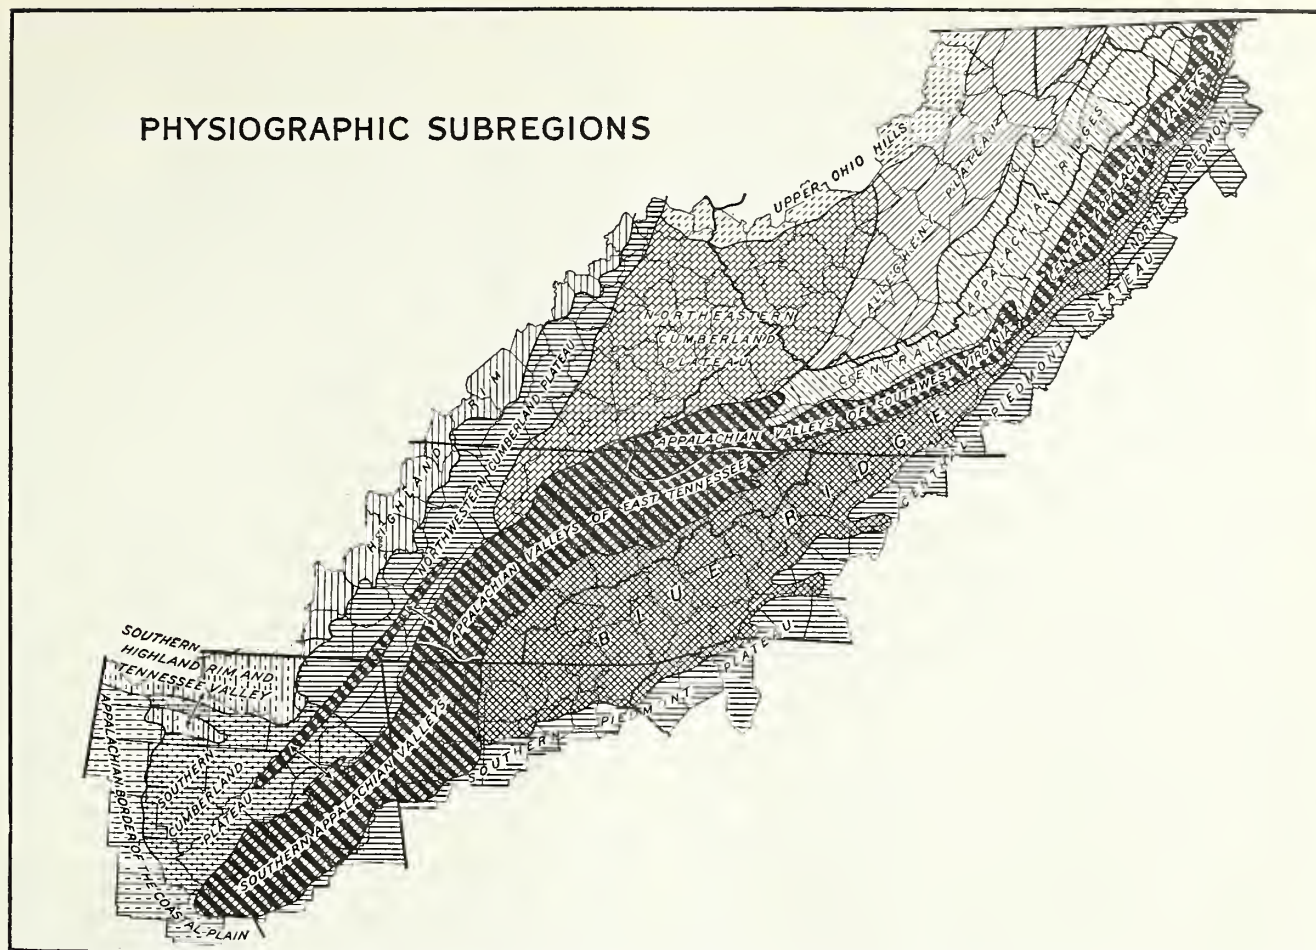 PHYSIOGRAPHIC SUBREGIONS
UPPER OHIO HILLS
ALLEGHENY PLATEAU
CENTRAL APPALACHIAN RIDGES
CENTRAL APPALACHIAN VALLEYS
NORTHERN PIEDMONT
PLATEAU
NORTHEASTERN
CUMBERLAND
PLATEAU
HIGHLAND RIM
NORTHWESTERN CUMBERLAND PLATEAU
APPALACHIAN VALLEYS OF SOUTHWEST VIRGINIA
APPALACHIAN VALLEYS OF EAST TENNESSEE
BLUE RIDGE
CENTRAL PIEDMONT
SOUTHERN PIEDMONT PLATEAU
SOUTHERN
HIGHLAND RIM AND
TENNESSEE VALLEY
SOUTHERN
CUMBERLAND
PLATEAU
SOUTHERN APPALACHIAN VALLEYS
APPALACHIAN BORDER OF THE COASTAL PLAIN